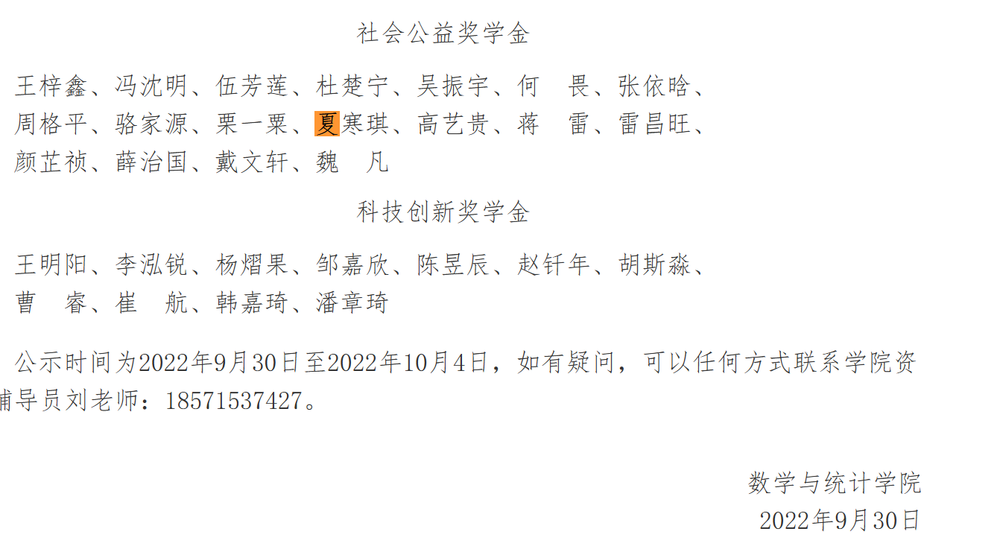 社会公益奖学金
王梓鑫、冯沈明、伍芳莲、杜楚宁、吴振宇、何　畏、张依晗、
周格平、骆家源、栗一粟、夏寒琪、高艺贵、蒋　雷、雷昌旺、
颜芷祯、薛治国、戴文轩、魏　凡
科技创新奖学金
王明阳、李泓锐、杨熠果、邹嘉欣、陈昱辰、赵钎年、胡斯淼、
曹　睿、崔　航、韩嘉琦、潘章琦
公示时间为2022年9月30日至2022年10月4日，如有疑问，可以任何方式联系学院资
辅导员刘老师：18571537427。
数学与统计学院
2022年9月30日